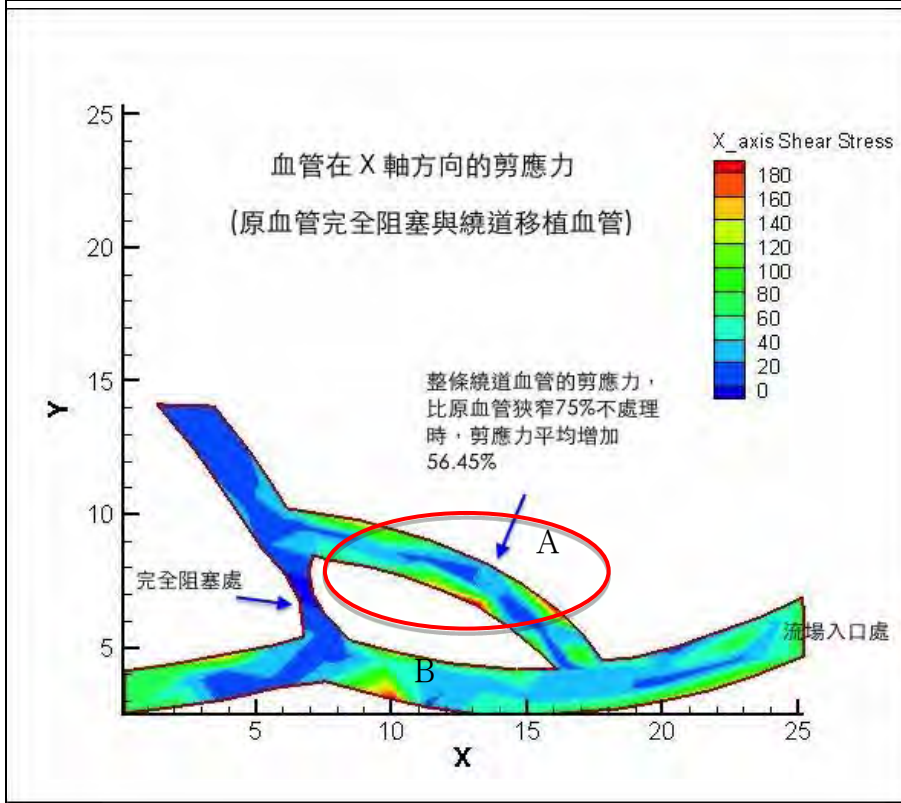 25
20
15
10
5
Y
血管在 X 軸方向的剪應力
(原血管完全阻塞與繞道移植血管)
X_axis Shear Stress
180
160
140
120
100
80
60
40
20
0
整條繞道血管的剪應力，
比原血管狹窄75%不處理
時，剪應力平均增加
56.45%
A
完全阻塞處
B
流場入口處
5
10
15
20
25
X